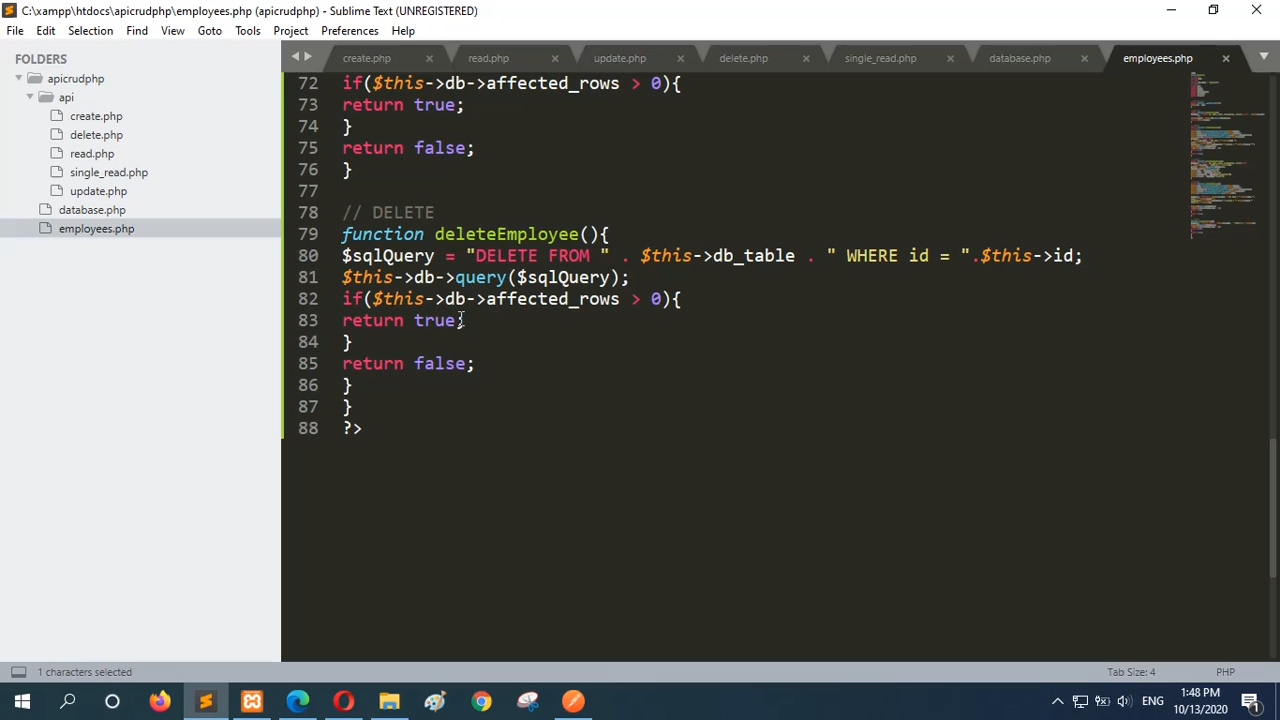 C:\xampp\htdocs\apicrudphp\employees.php (apicrudphp) - Sublime Text (UNREGISTERED)
File Edit Selection Find View Goto Tools Project Preferences Help
FOLDERS
apicrudphp
api
create.php
delete.php
read.php
single_read.php
update.php
database.php
employees.php
create.php read.php update.php delete.php single_read.php database.php employees.php
72 if($this->db->affected_rows > 0){
73 return true;
74 }
75 return false;
76 }
77
78 // DELETE
79 function deleteEmployee(){
80 $sqlQuery = "DELETE FROM " . $this->db_table . " WHERE id = ".$this->id;
81 $this->db->query($sqlQuery);
82 if($this->db->affected_rows > 0){
83 return true;
84 }
85 return false;
86 }
87 }
88 ?>
1 characters selected Tab Size: 4 PHP
ENG 1:48 PM
10/13/2020
1